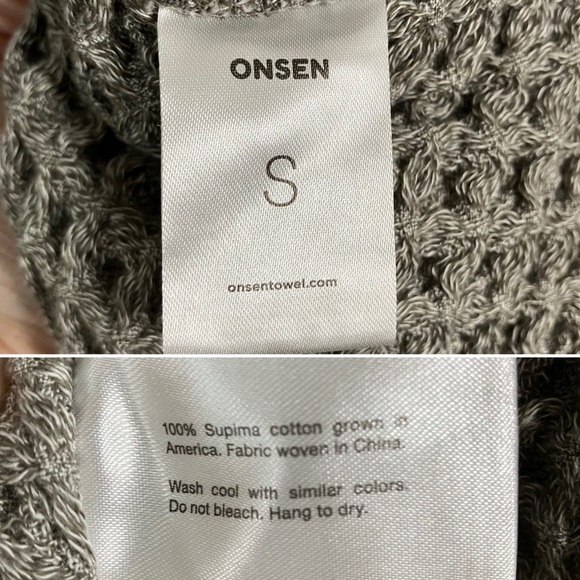 ONSEN
S
onsentowel.com
100% Supima cotton grown in
America. Fabric woven in China.
Wash cool with similar colors.
Do not bleach. Hang to dry.